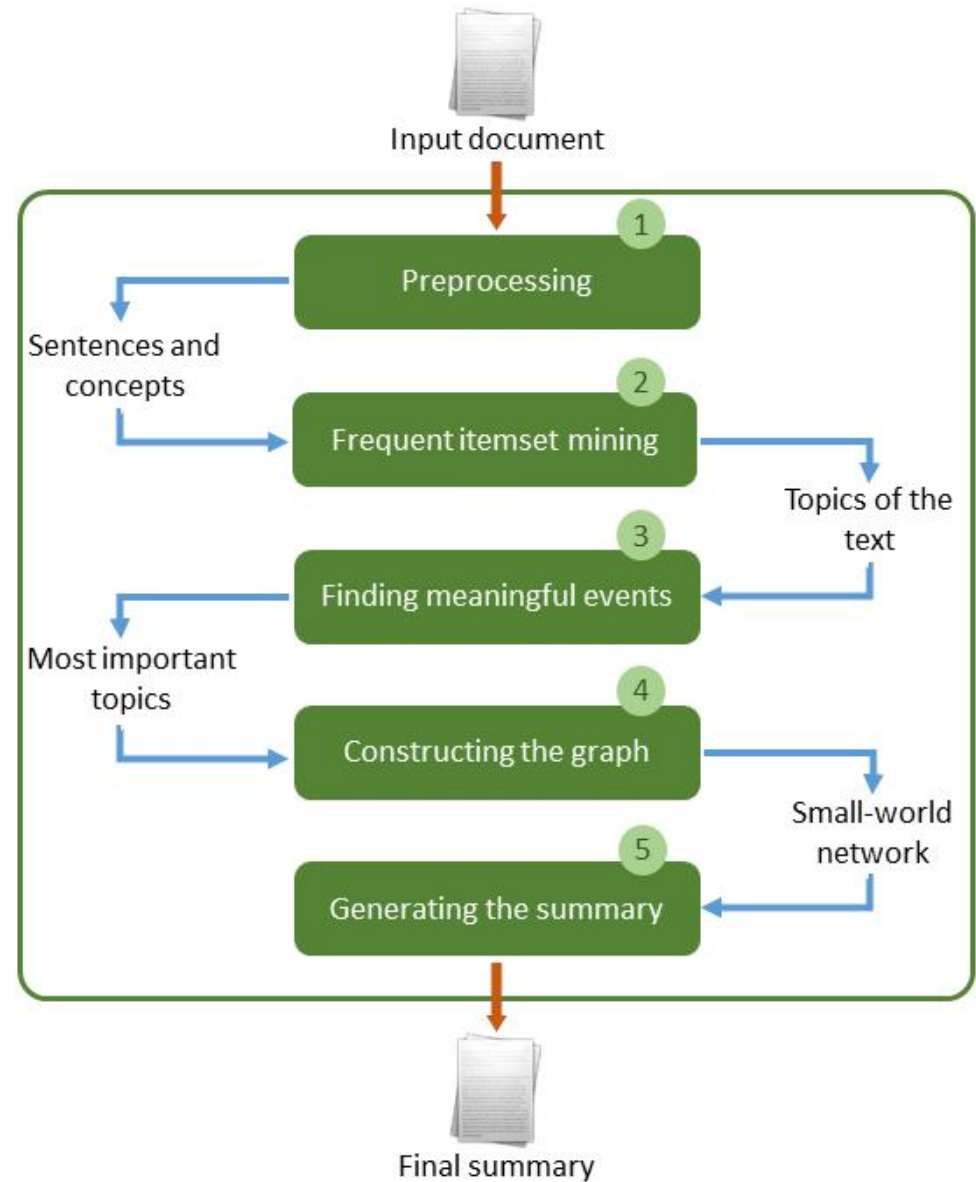 Input document
1
Preprocessing
Sentences and
concepts
2
Frequent itemset mining
Topics of the
text
3
Finding meaningful events
Most important
topics
4
Constructing the graph
Small-world
network
5
Generating the summary
Final summary